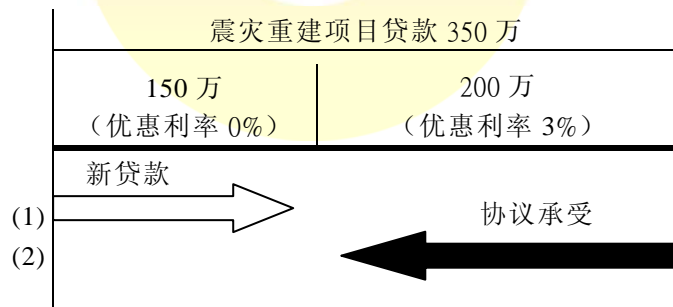 震灾重建项目贷款 350 万
150 万
200 万
（优惠利率 0%）
（优惠利率 3%）
新贷款
(1)
协议承受
(2)